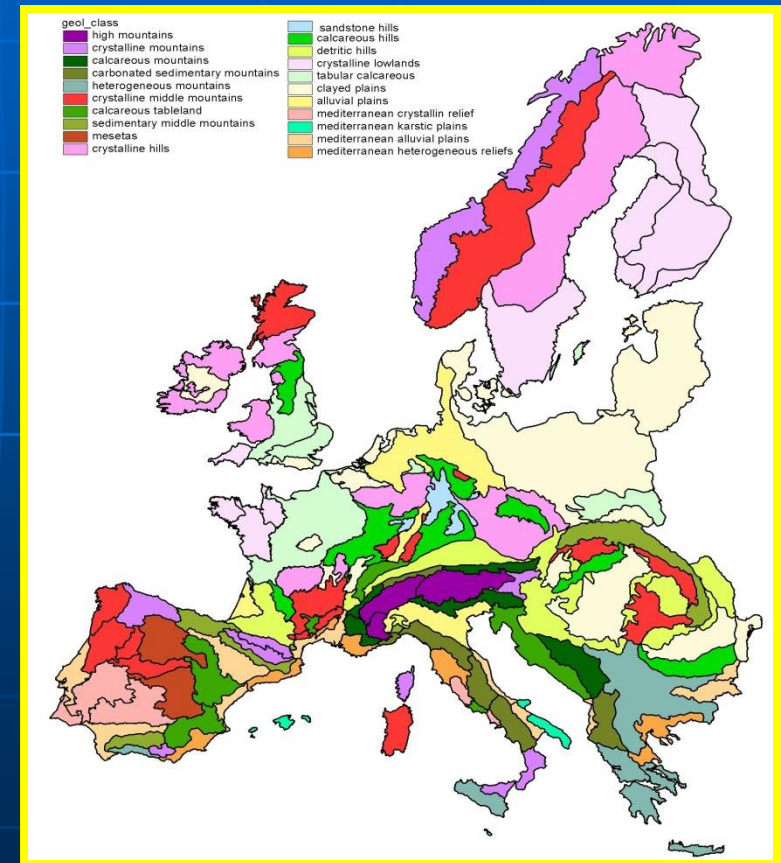 geol_class
high mountains
crystalline mountains
calcareous mountains
carbonated sedimentary mountains
heterogeneous mountains
crystalline middle mountains
calcareous tableland
sedimentary middle mountains
mesetas
crystalline hills
sandstone hills
calcareous hills
detritic hills
crystalline lowlands
tabular calcareous
clayed plains
alluvial plains
mediterranean crystallin relief
mediterranean karstic plains
mediterranean alluvial plains
mediterranean heterogeneous reliefs